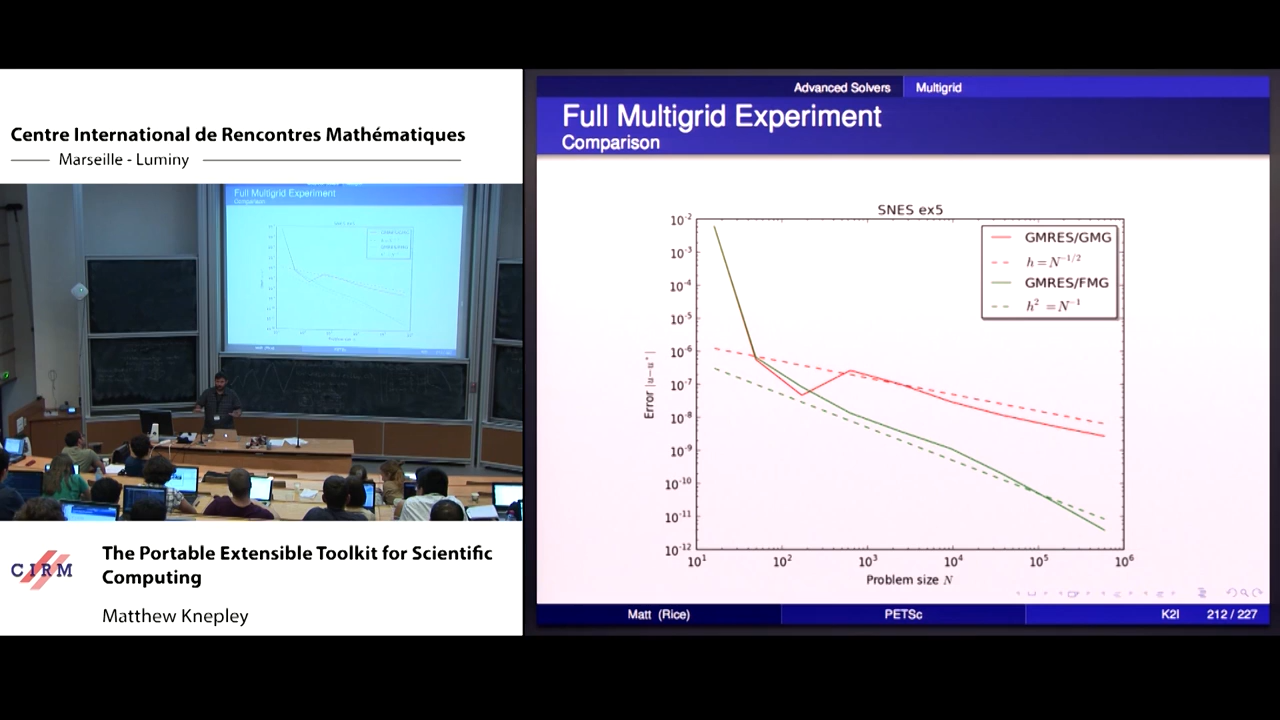 Centre International de Rencontres Mathématiques
Marseille - Luminy
Full Multigrid Experiment
Comparison
CIRM
The Portable Extensible Toolkit for Scientific
Computing
Matthew Knepley
Advanced Solvers
Multigrid
Full Multigrid Experiment
Comparison
SNES ex5
GMRES/GMG
h = N^{-1/2}
GMRES/FMG
h^2 = N^{-1}
Error |u − u*|
10^{-2}
10^{-3}
10^{-4}
10^{-5}
10^{-6}
10^{-7}
10^{-8}
10^{-9}
10^{-10}
10^{-11}
10^{-12}
10^1
10^2
10^3
10^4
10^5
10^6
Problem size N
Matt (Rice)
PETSc
K2I
212 / 227